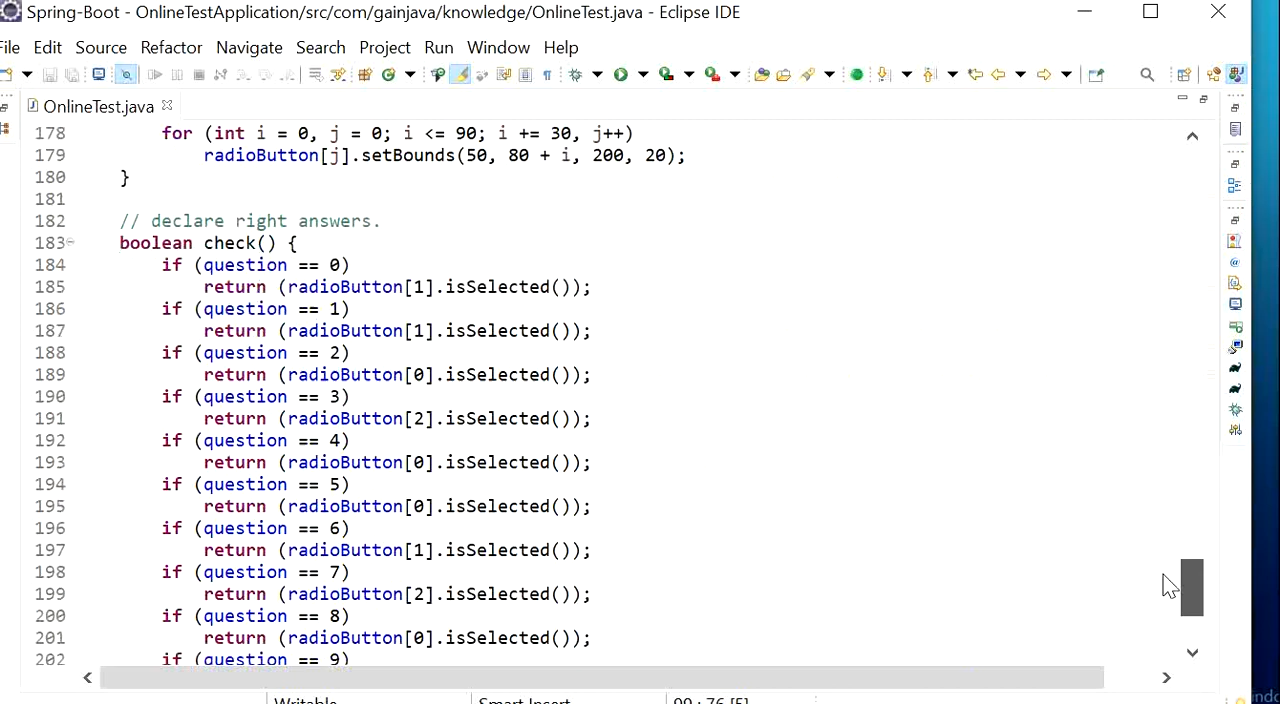 Spring-Boot - OnlineTestApplication/src/com/gainjava/knowledge/OnlineTest.java - Eclipse IDE
File Edit Source Refactor Navigate Search Project Run Window Help
OnlineTest.java
178 for (int i = 0, j = 0; i <= 90; i += 30, j++)
179 radioButton[j].setBounds(50, 80 + i, 200, 20);
180 }
181
182 // declare right answers.
183 boolean check() {
184 if (question == 0)
185 return (radioButton[1].isSelected());
186 if (question == 1)
187 return (radioButton[1].isSelected());
188 if (question == 2)
189 return (radioButton[0].isSelected());
190 if (question == 3)
191 return (radioButton[2].isSelected());
192 if (question == 4)
193 return (radioButton[0].isSelected());
194 if (question == 5)
195 return (radioButton[0].isSelected());
196 if (question == 6)
197 return (radioButton[1].isSelected());
198 if (question == 7)
199 return (radioButton[2].isSelected());
200 if (question == 8)
201 return (radioButton[0].isSelected());
202 if (question == 9)
Writable Smart Insert 99 : 76 [5]